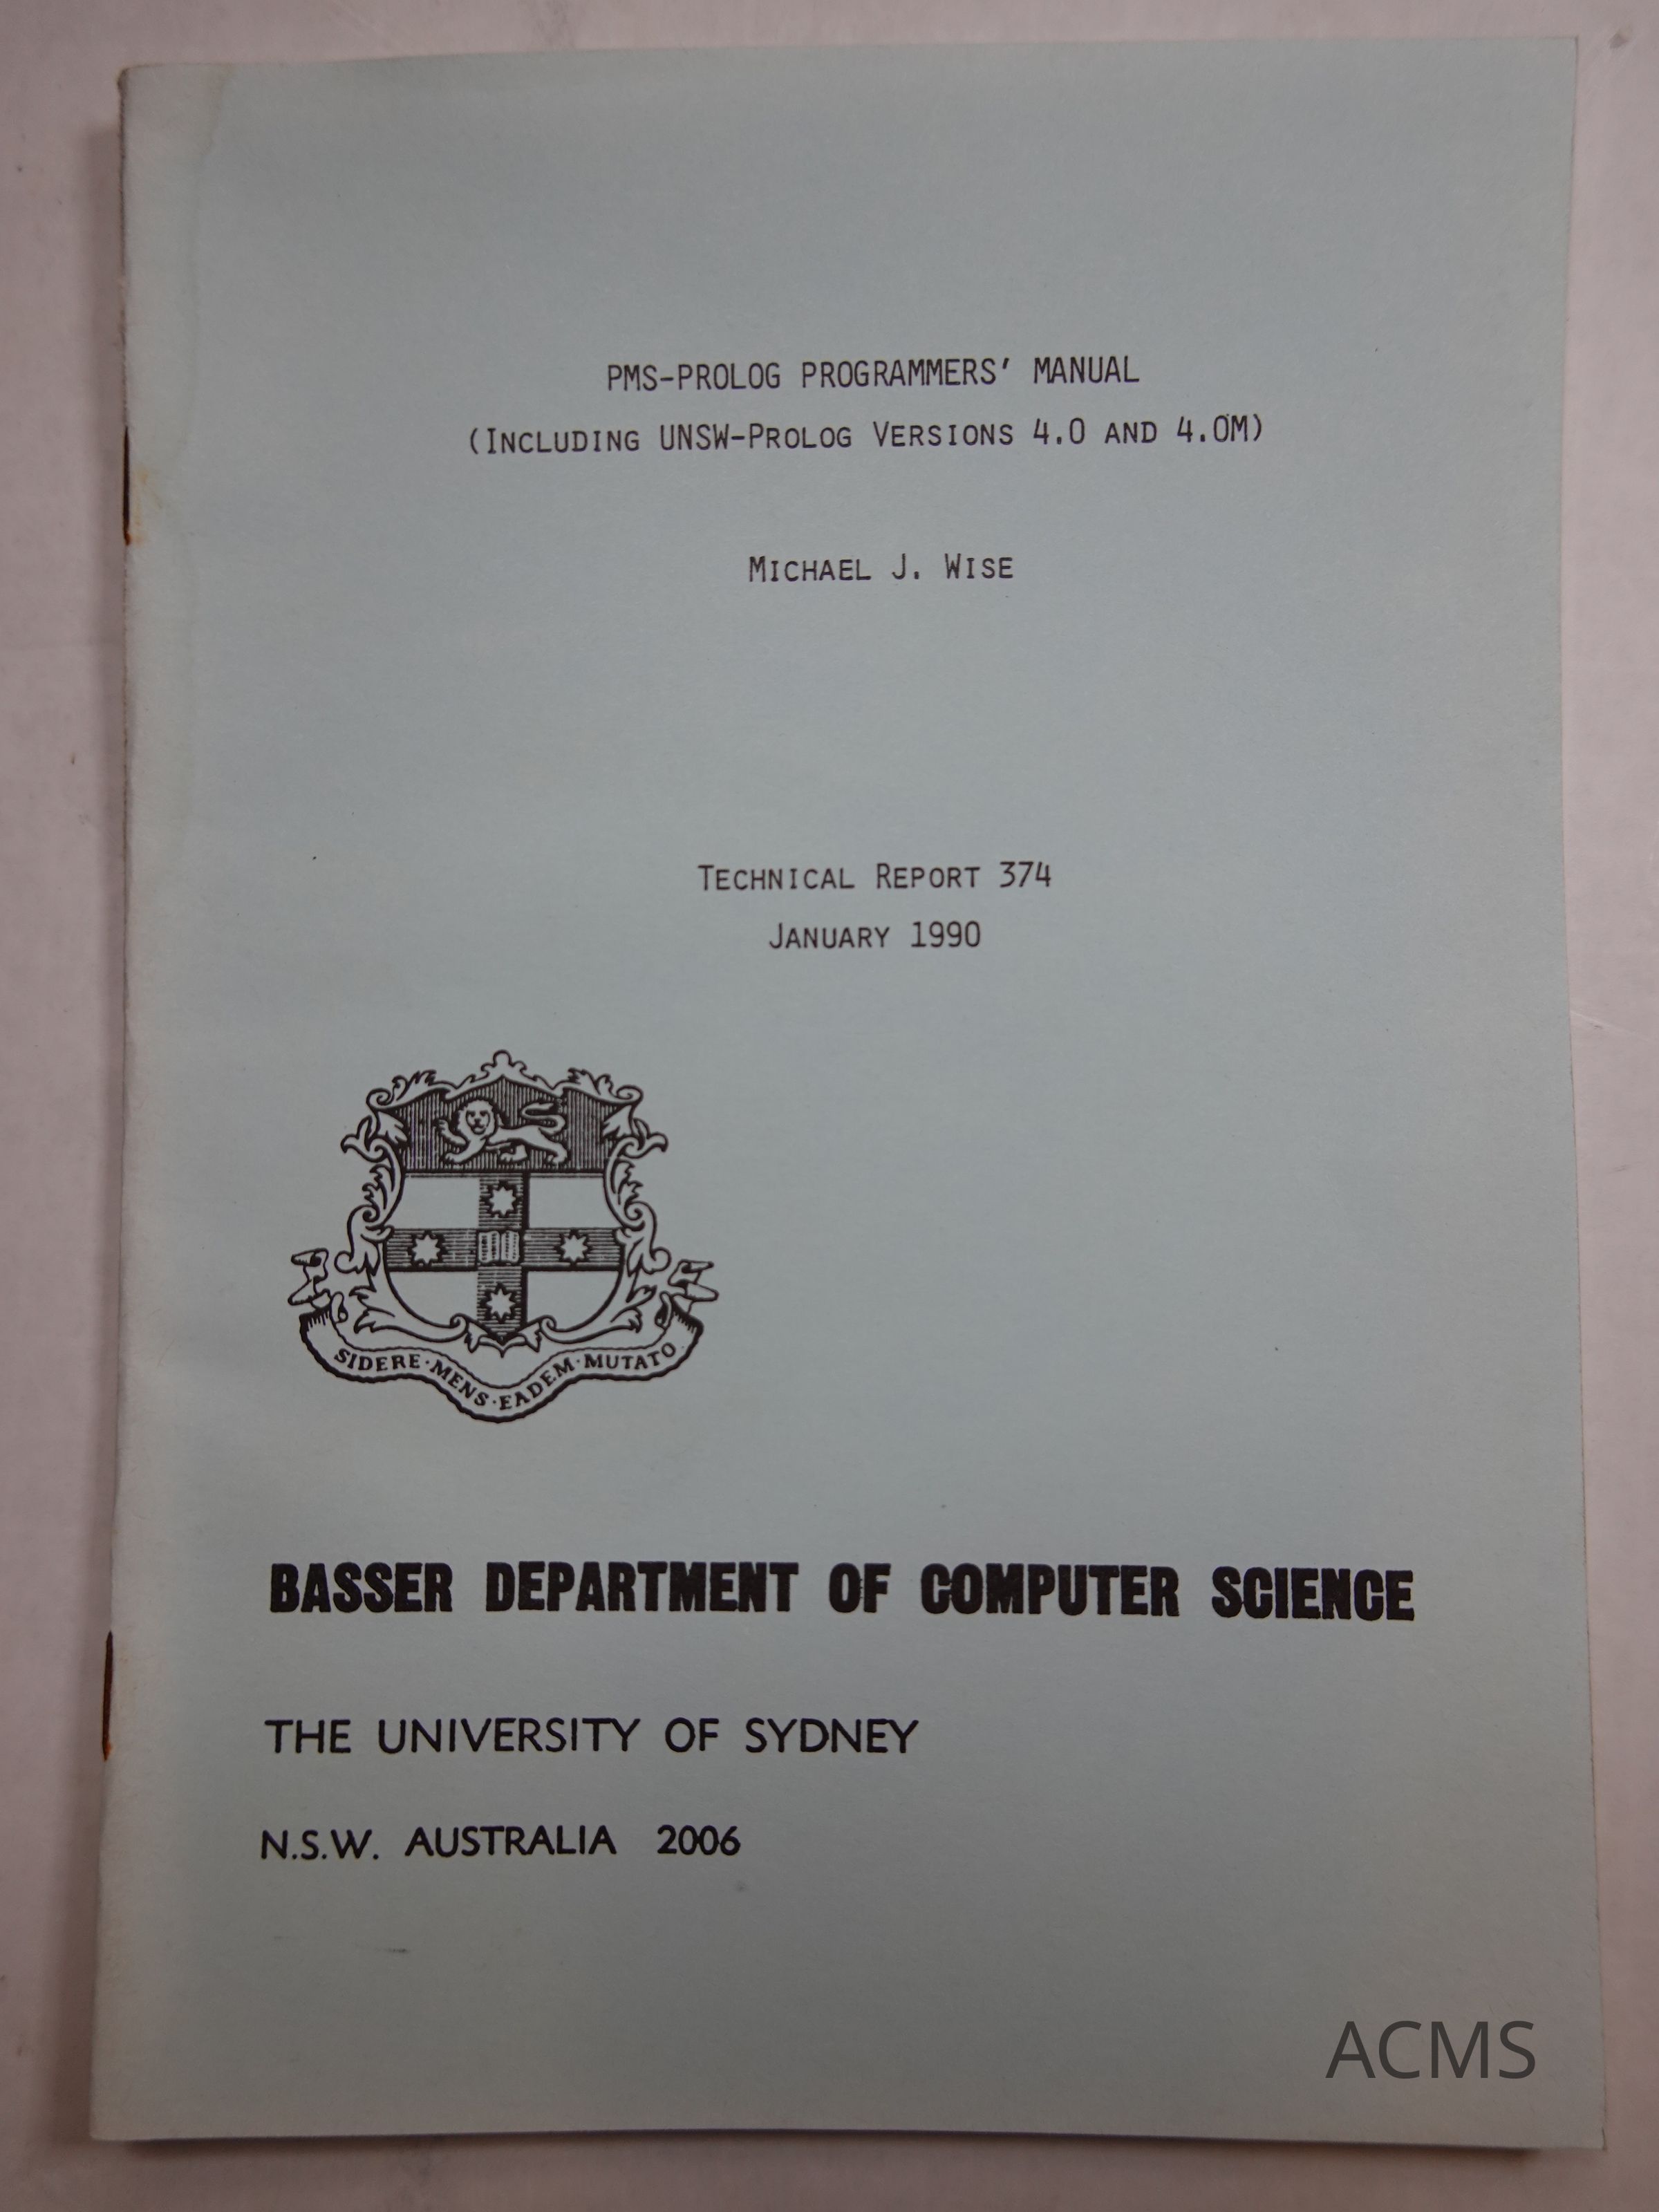 PMS-PROLOG PROGRAMMERS' MANUAL
(INCLUDING UNSW-PROLOG VERSIONS 4.0 AND 4.0M)
MICHAEL J. WISE
TECHNICAL REPORT 374
JANUARY 1990
SIDERE·MENS·EADEM·MUTATO
BASSER DEPARTMENT OF COMPUTER SCIENCE
THE UNIVERSITY OF SYDNEY
N.S.W. AUSTRALIA 2006
ACMS